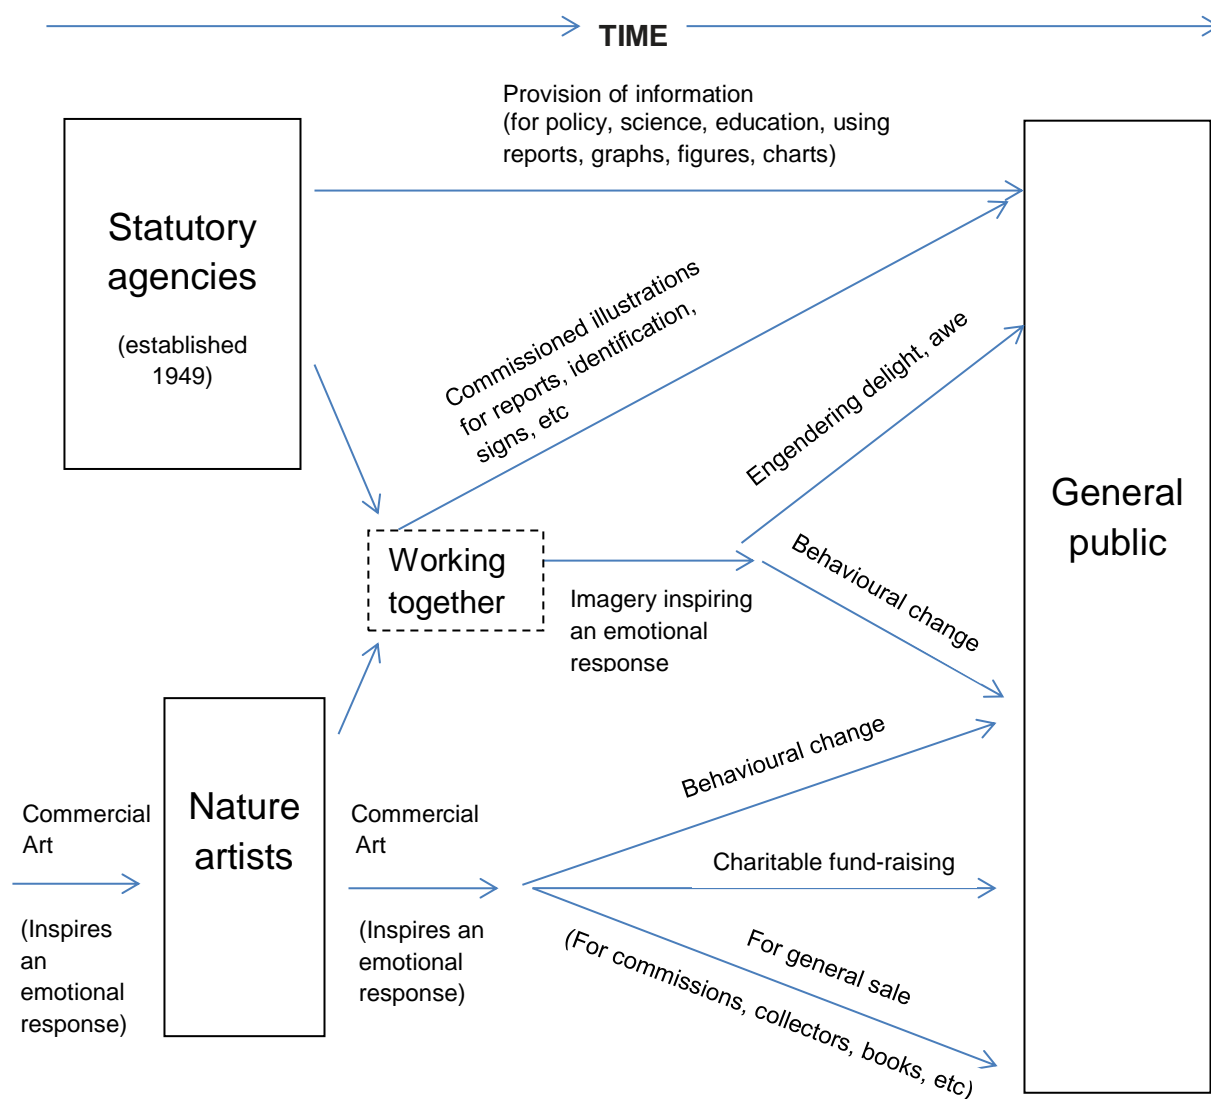 TIME
Provision of information
(for policy, science, education, using
reports, graphs, figures, charts)
Statutory
agencies
(established
1949)
Commissioned illustrations
for reports, identification,
signs, etc
Engendering delight, awe
General
public
Working
together
Behavioural change
Imagery inspiring
an emotional
response
Behavioural change
Nature
artists
Commercial
Art
(Inspires
an
emotional
response)
Commercial
Art
(Inspires an
emotional
response)
Charitable fund-raising
For general sale
(For commissions, collectors, books, etc)